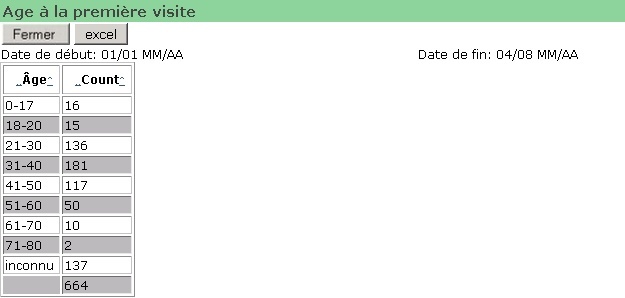 Age à la première visite
Fermer excel
Date de début: 01/01 MM/AA Date de fin: 04/08 MM/AA
Âge Count
0-17 16
18-20 15
21-30 136
31-40 181
41-50 117
51-60 50
61-70 10
71-80 2
inconnu 137
664